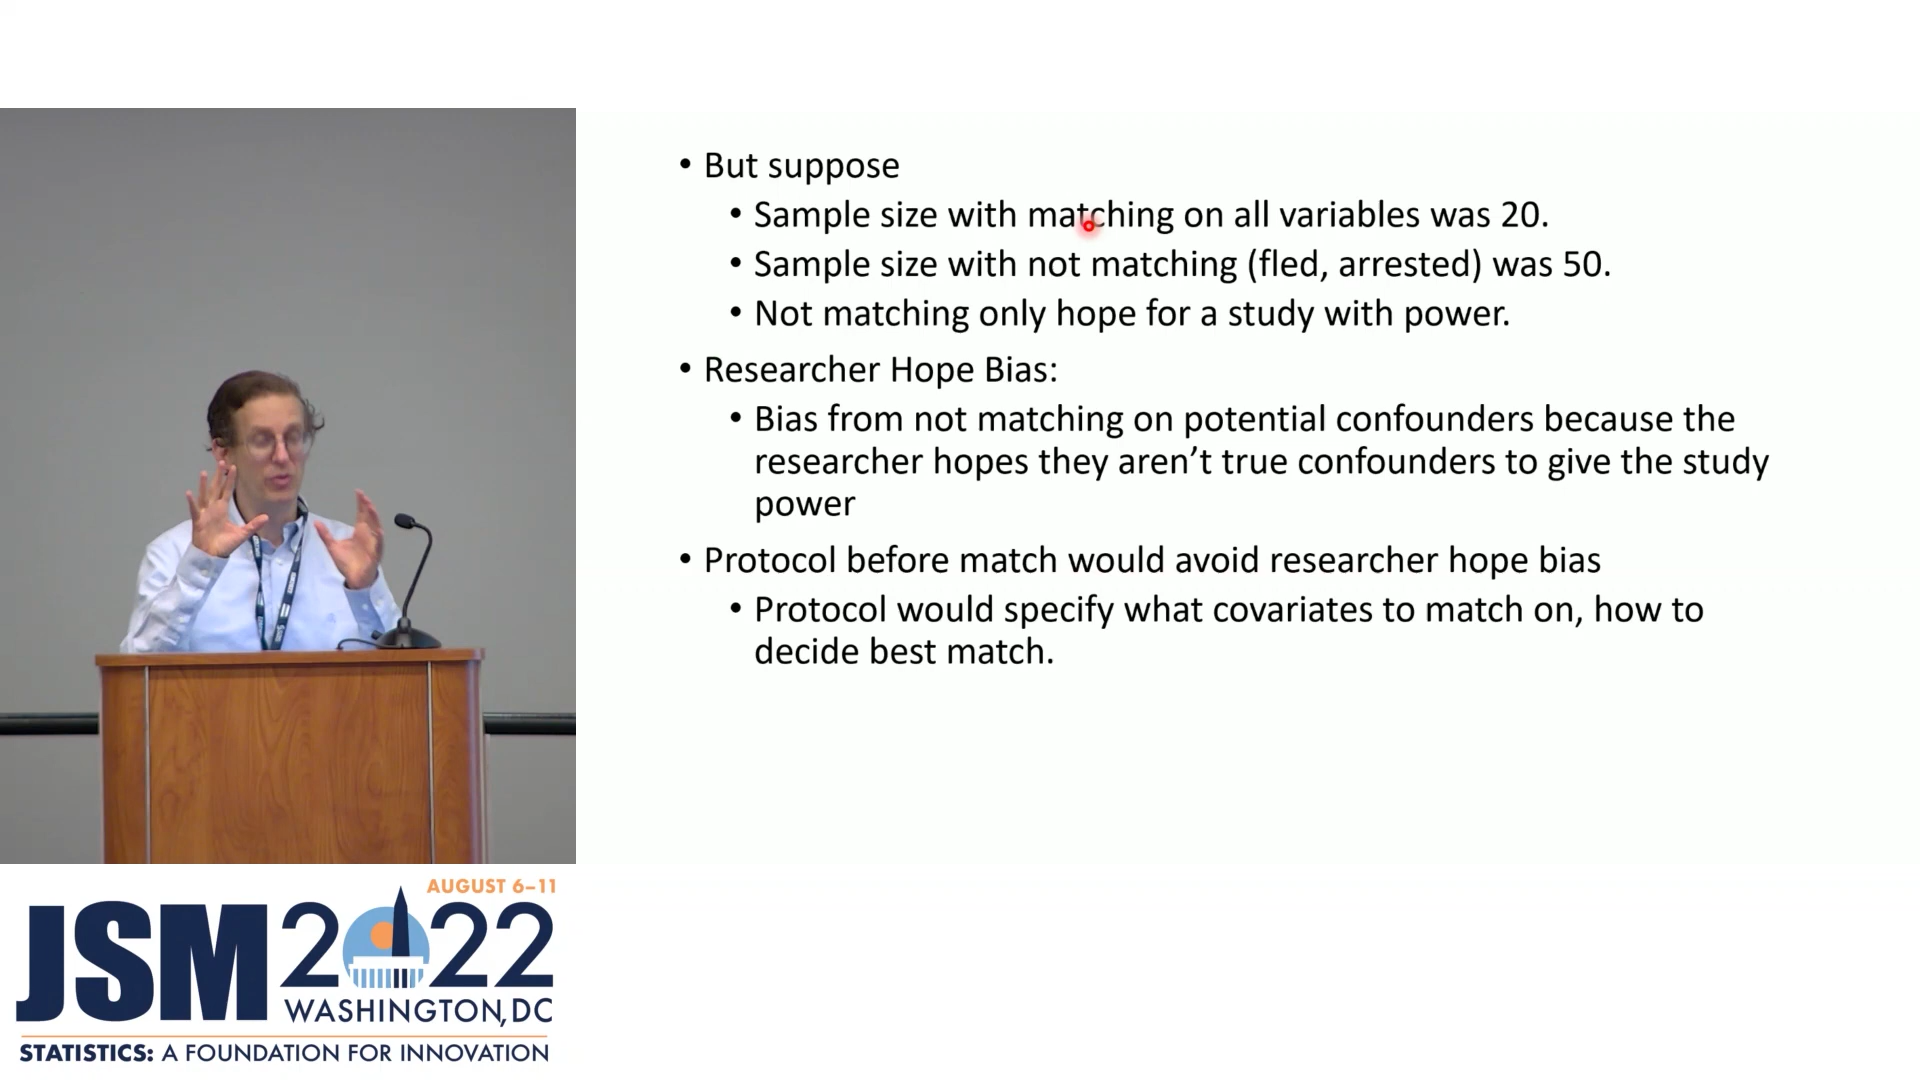 • But suppose
• Sample size with matching on all variables was 20.
• Sample size with not matching (fled, arrested) was 50.
• Not matching only hope for a study with power.
• Researcher Hope Bias:
• Bias from not matching on potential confounders because the
researcher hopes they aren’t true confounders to give the study
power
• Protocol before match would avoid researcher hope bias
• Protocol would specify what covariates to match on, how to
decide best match.
AUGUST 6–11
JSM 2022
WASHINGTON, DC
STATISTICS: A FOUNDATION FOR INNOVATION